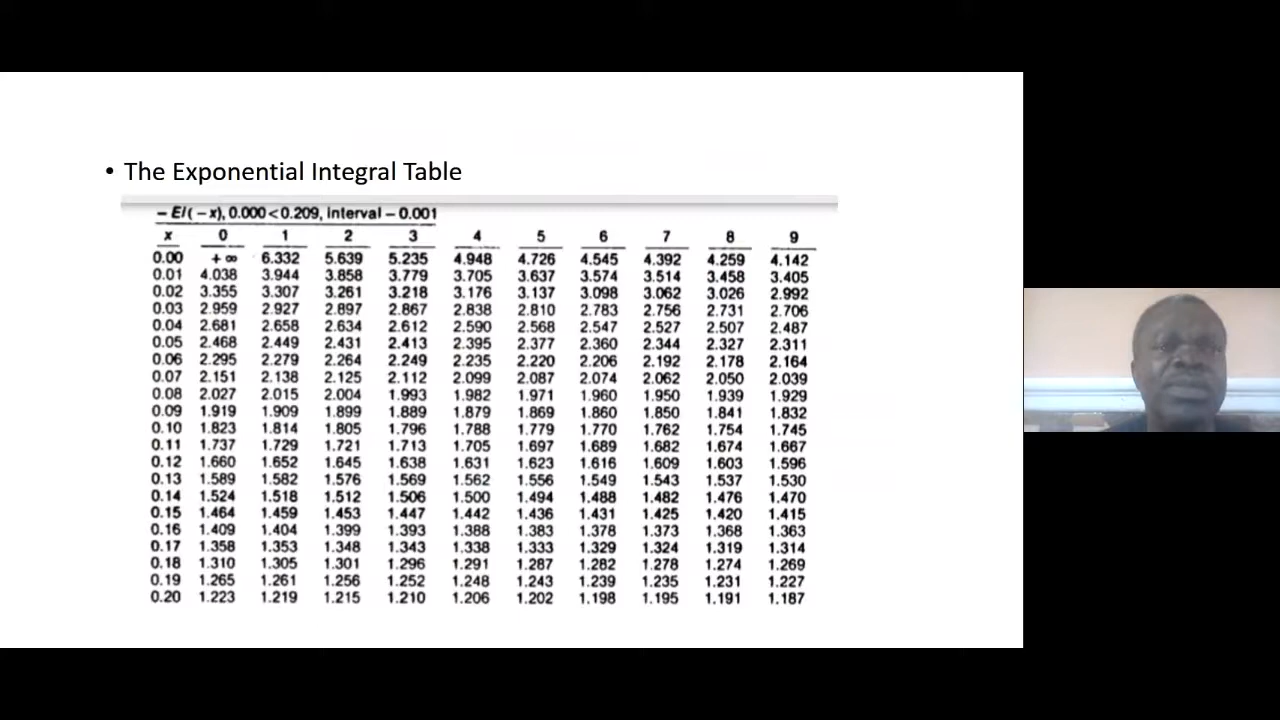 • The Exponential Integral Table
– Ei(– x), 0.000<0.209, interval – 0.001
x 0 1 2 3 4 5 6 7 8 9
0.00 +∞ 6.332 5.639 5.235 4.948 4.726 4.545 4.392 4.259 4.142
0.01 4.038 3.944 3.858 3.779 3.705 3.637 3.574 3.514 3.458 3.405
0.02 3.355 3.307 3.261 3.218 3.176 3.137 3.098 3.062 3.026 2.992
0.03 2.959 2.927 2.897 2.867 2.838 2.810 2.783 2.756 2.731 2.706
0.04 2.681 2.658 2.634 2.612 2.590 2.568 2.547 2.527 2.507 2.487
0.05 2.468 2.449 2.431 2.413 2.395 2.377 2.360 2.344 2.327 2.311
0.06 2.295 2.279 2.264 2.249 2.235 2.220 2.206 2.192 2.178 2.164
0.07 2.151 2.138 2.125 2.112 2.099 2.087 2.074 2.062 2.050 2.039
0.08 2.027 2.015 2.004 1.993 1.982 1.971 1.960 1.950 1.939 1.929
0.09 1.919 1.909 1.899 1.889 1.879 1.869 1.860 1.850 1.841 1.832
0.10 1.823 1.814 1.805 1.796 1.788 1.779 1.770 1.762 1.754 1.745
0.11 1.737 1.729 1.721 1.713 1.705 1.697 1.689 1.682 1.674 1.667
0.12 1.660 1.652 1.645 1.638 1.631 1.623 1.616 1.609 1.603 1.596
0.13 1.589 1.582 1.576 1.569 1.562 1.556 1.549 1.543 1.537 1.530
0.14 1.524 1.518 1.512 1.506 1.500 1.494 1.488 1.482 1.476 1.470
0.15 1.464 1.459 1.453 1.447 1.442 1.436 1.431 1.425 1.420 1.415
0.16 1.409 1.404 1.399 1.393 1.388 1.383 1.378 1.373 1.368 1.363
0.17 1.358 1.353 1.348 1.343 1.338 1.333 1.329 1.324 1.319 1.314
0.18 1.310 1.305 1.301 1.296 1.291 1.287 1.282 1.278 1.274 1.269
0.19 1.265 1.261 1.256 1.252 1.248 1.243 1.239 1.235 1.231 1.227
0.20 1.223 1.219 1.215 1.210 1.206 1.202 1.198 1.195 1.191 1.187